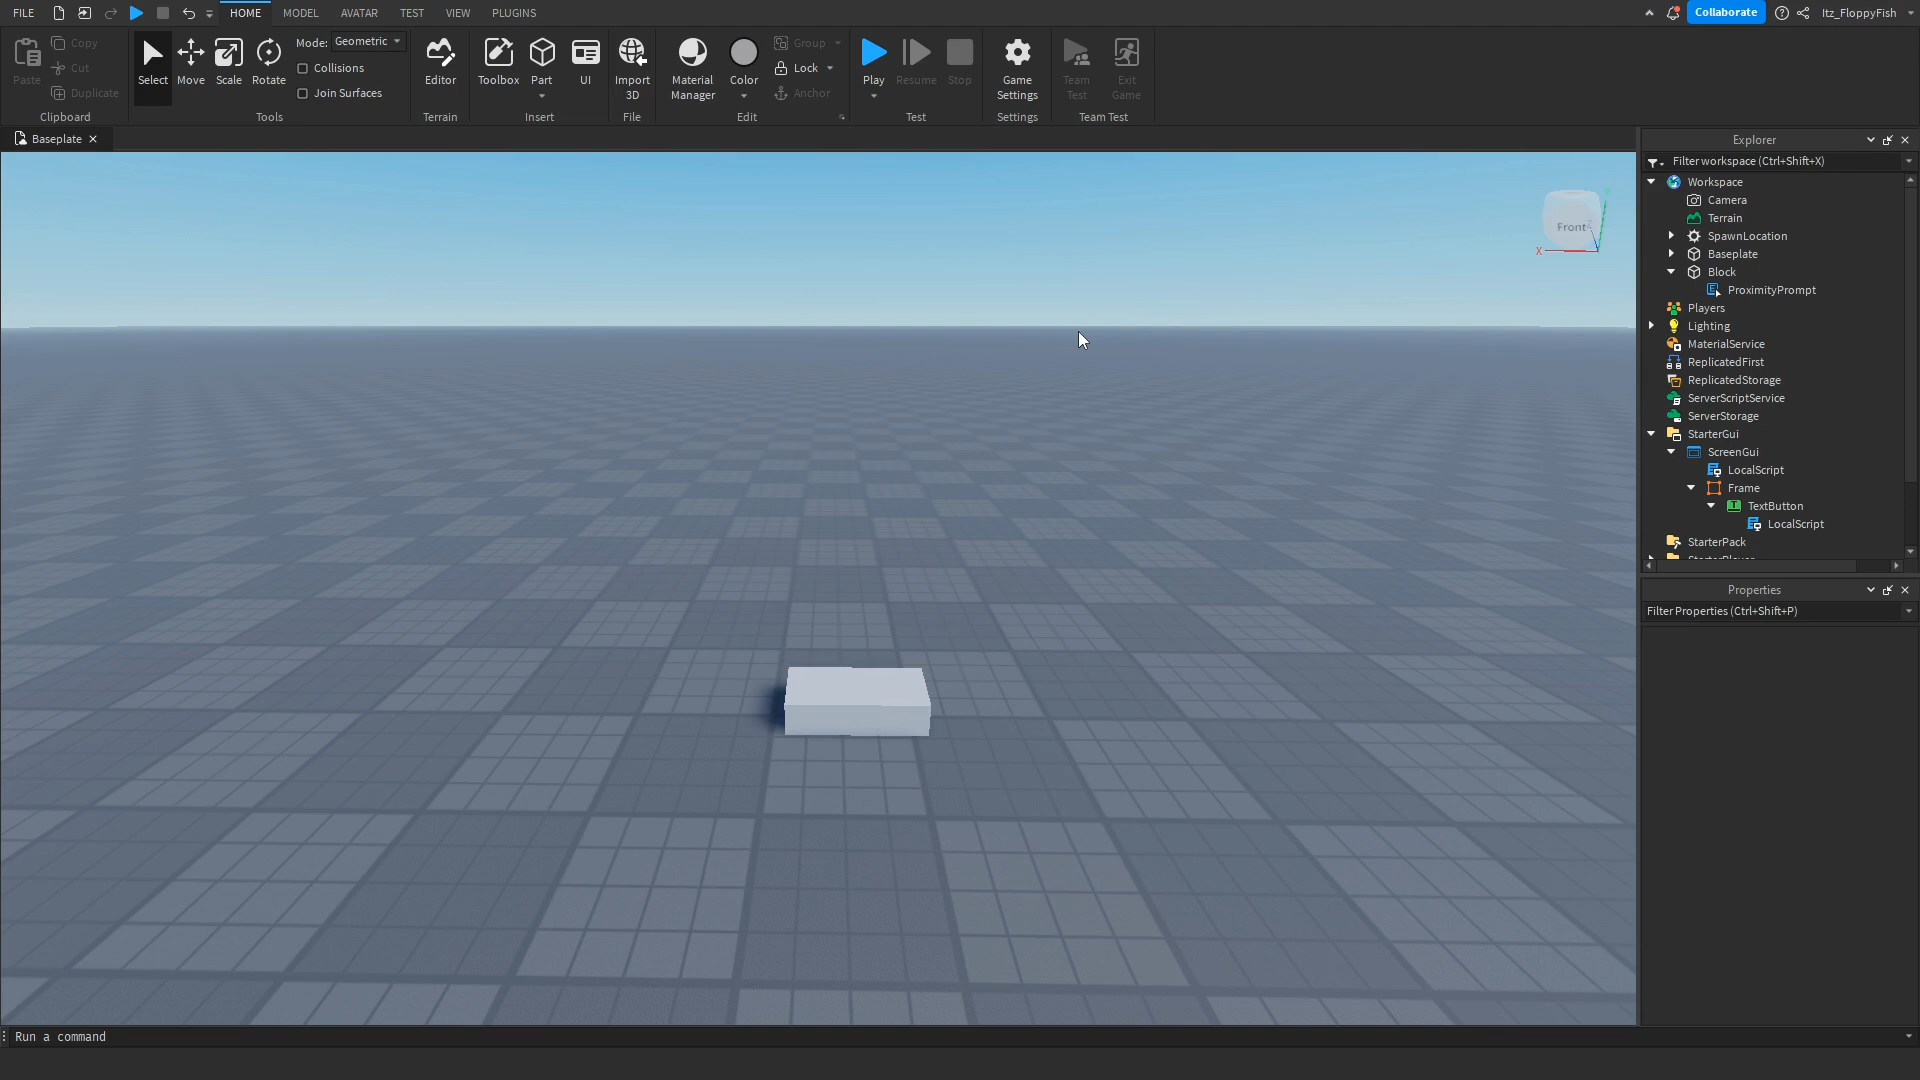 FILE
HOME
MODEL
AVATAR
TEST
VIEW
PLUGINS
Collaborate
Itz_FloppyFish
Paste
Copy
Cut
Duplicate
Clipboard
Select
Move
Scale
Rotate
Mode: Geometric
Collisions
Join Surfaces
Tools
Editor
Terrain
Toolbox
Part
UI
Insert
Import
3D
File
Material
Manager
Color
Group
Lock
Anchor
Edit
Play
Resume
Stop
Test
Game
Settings
Settings
Team
Test
Exit
Game
Team Test
Baseplate
Front
X
Z
Explorer
Filter workspace (Ctrl+Shift+X)
Workspace
Camera
Terrain
SpawnLocation
Baseplate
Block
ProximityPrompt
Players
Lighting
MaterialService
ReplicatedFirst
ReplicatedStorage
ServerScriptService
ServerStorage
StarterGui
ScreenGui
LocalScript
Frame
TextButton
LocalScript
StarterPack
StarterPlayer
Properties
Filter Properties (Ctrl+Shift+P)
Run a command